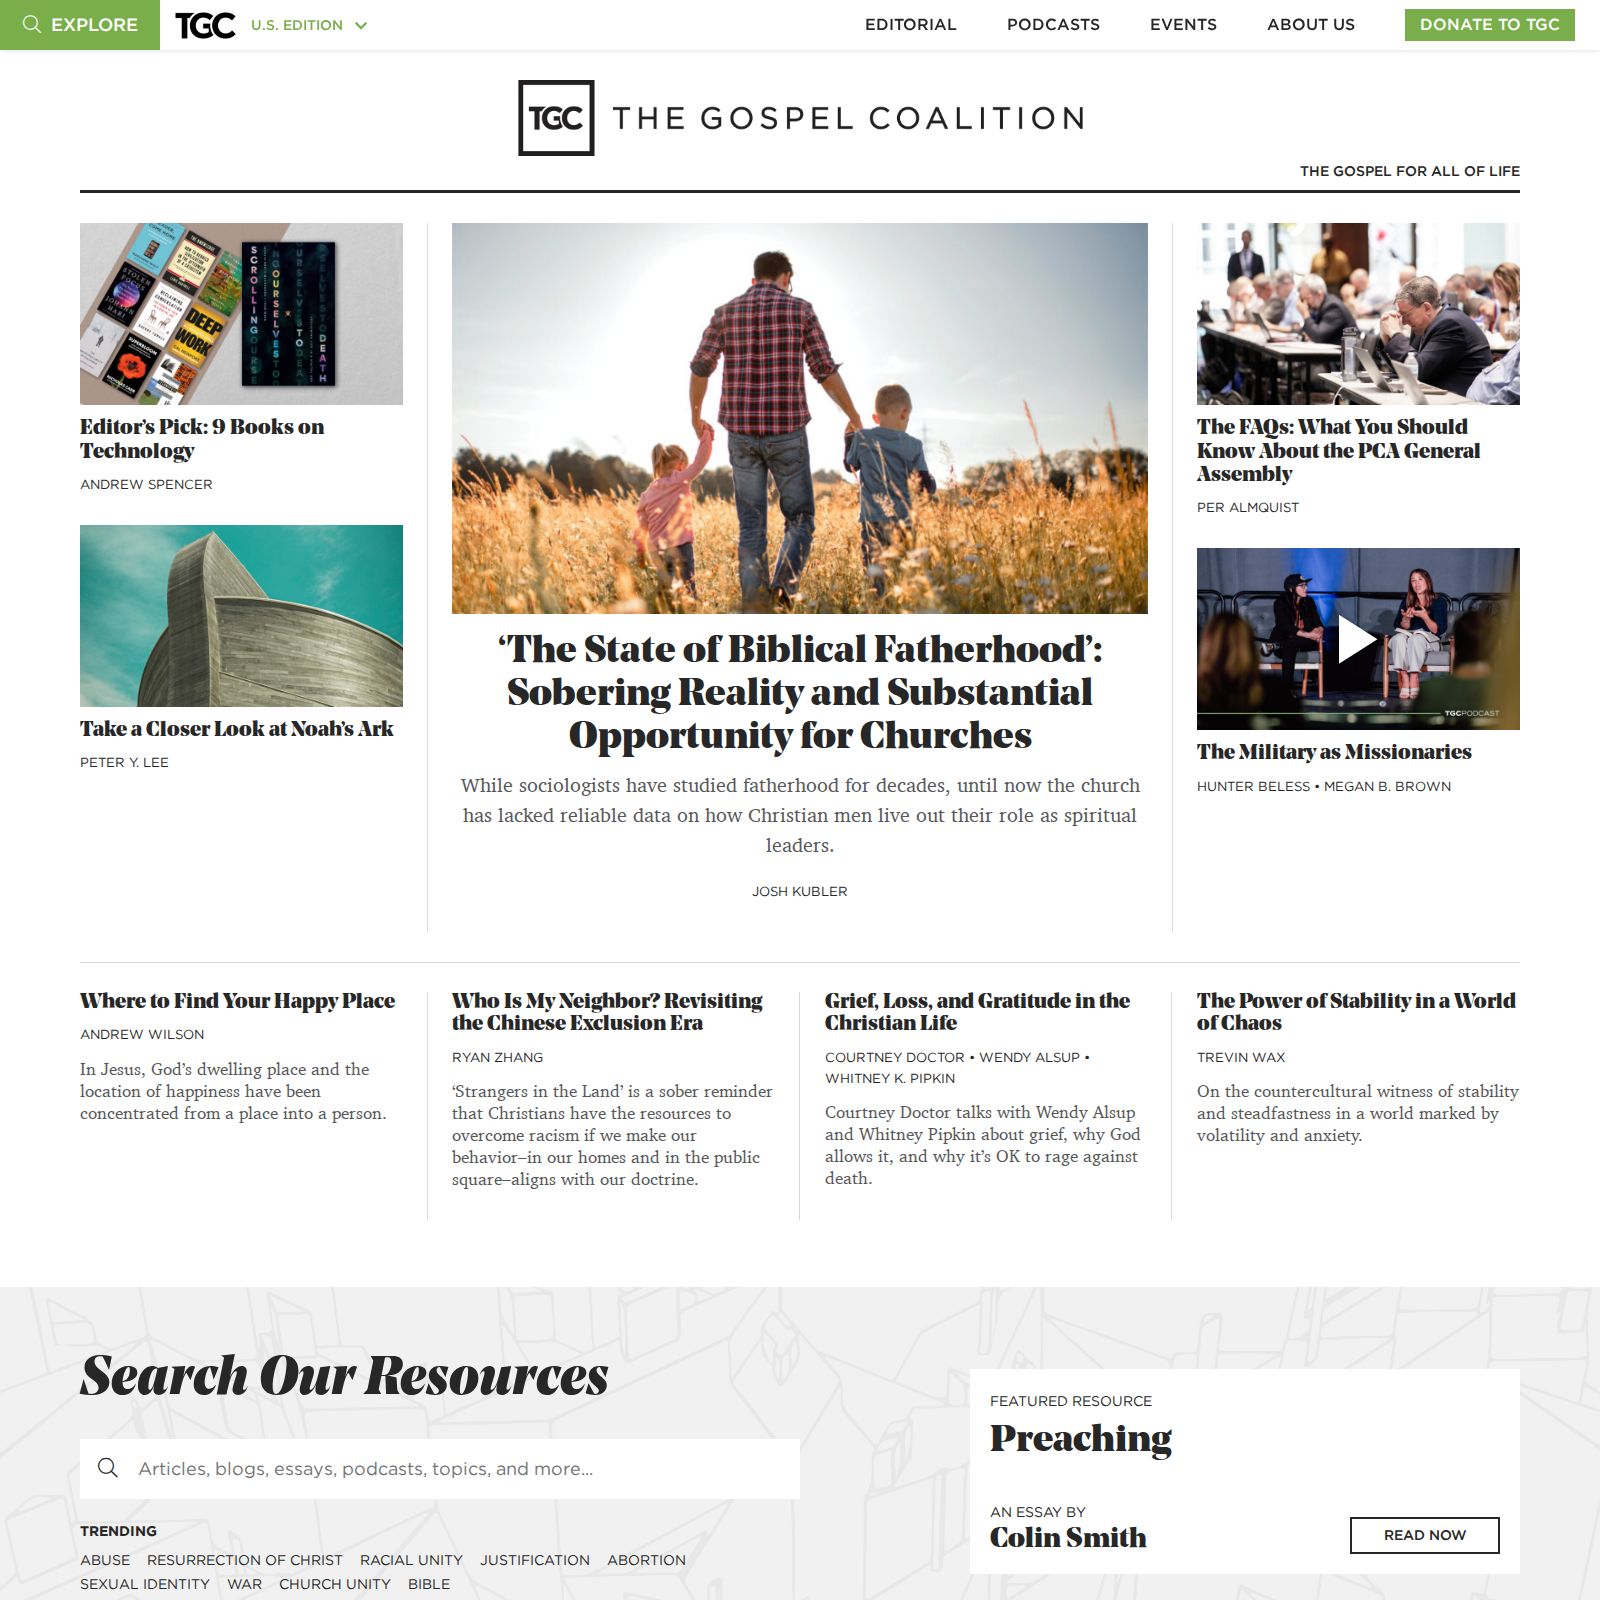 EXPLORE
TGC
U.S. EDITION
EDITORIAL
PODCASTS
EVENTS
ABOUT US
DONATE TO TGC
TGC THE GOSPEL COALITION
THE GOSPEL FOR ALL OF LIFE
STOLEN
FOCUS
JOHANN
HARI
RECLAIMING
CONVERSATION
DEEP
WORK
SUPERBLOOM
SCROLLING
OURSELVES
TO
DEATH
Editor's Pick: 9 Books on
Technology
ANDREW SPENCER
Take a Closer Look at Noah's Ark
PETER Y. LEE
‘The State of Biblical Fatherhood’:
Sobering Reality and Substantial
Opportunity for Churches
While sociologists have studied fatherhood for decades, until now the church
has lacked reliable data on how Christian men live out their role as spiritual
leaders.
JOSH KUBLER
The FAQs: What You Should
Know About the PCA General
Assembly
PER ALMQUIST
TGCPODCAST
The Military as Missionaries
HUNTER BELESS • MEGAN B. BROWN
Where to Find Your Happy Place
ANDREW WILSON
In Jesus, God’s dwelling place and the
location of happiness have been
concentrated from a place into a person.
Who Is My Neighbor? Revisiting
the Chinese Exclusion Era
RYAN ZHANG
‘Strangers in the Land’ is a sober reminder
that Christians have the resources to
overcome racism if we make our
behavior—in our homes and in the public
square—aligns with our doctrine.
Grief, Loss, and Gratitude in the
Christian Life
COURTNEY DOCTOR • WENDY ALSUP •
WHITNEY K. PIPKIN
Courtney Doctor talks with Wendy Alsup
and Whitney Pipkin about grief, why God
allows it, and why it’s OK to rage against
death.
The Power of Stability in a World
of Chaos
TREVIN WAX
On the countercultural witness of stability
and steadfastness in a world marked by
volatility and anxiety.
Search Our Resources
Articles, blogs, essays, podcasts, topics, and more...
TRENDING
ABUSE RESURRECTION OF CHRIST RACIAL UNITY JUSTIFICATION ABORTION
SEXUAL IDENTITY WAR CHURCH UNITY BIBLE
FEATURED RESOURCE
Preaching
AN ESSAY BY
Colin Smith
READ NOW